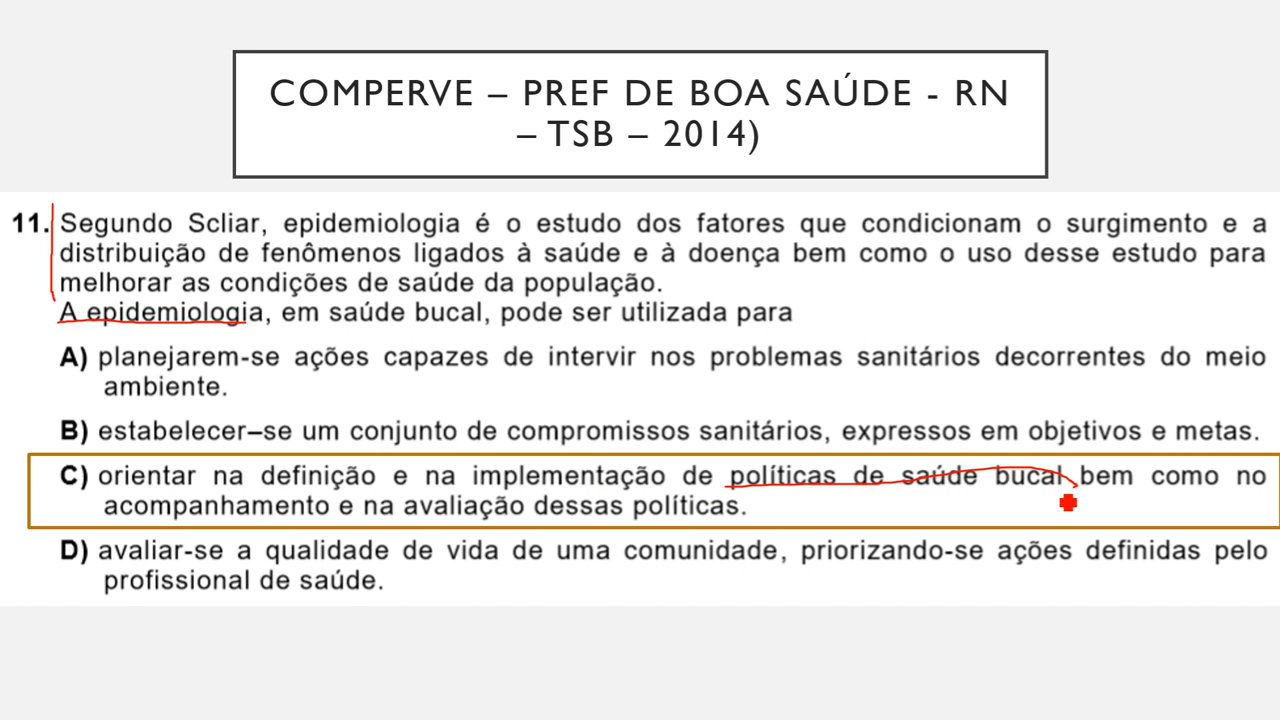 COMPERVE – PREF DE BOA SAÚDE - RN
– TSB – 2014)
11. Segundo Scliar, epidemiologia é o estudo dos fatores que condicionam o surgimento e a
distribuição de fenômenos ligados à saúde e à doença bem como o uso desse estudo para
melhorar as condições de saúde da população.
A epidemiologia, em saúde bucal, pode ser utilizada para
A) planejarem-se ações capazes de intervir nos problemas sanitários decorrentes do meio
ambiente.
B) estabelecer–se um conjunto de compromissos sanitários, expressos em objetivos e metas.
C) orientar na definição e na implementação de políticas de saúde bucal bem como no
acompanhamento e na avaliação dessas políticas.
D) avaliar-se a qualidade de vida de uma comunidade, priorizando-se ações definidas pelo
profissional de saúde.